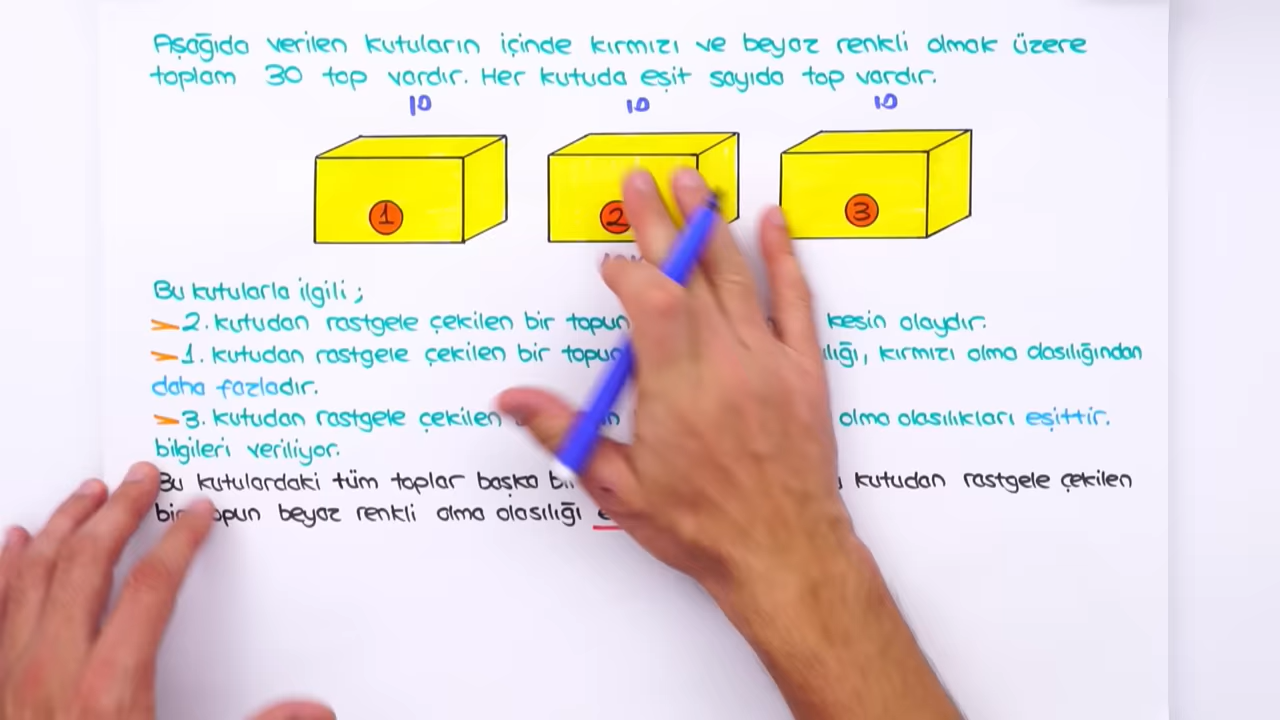 Aşağıda verilen kutuların içinde kırmızı ve beyaz renkli olmak üzere
toplam 30 top vardır. Her kutuda eşit sayıda top vardır.
10 10 10
1 2 3
Bu kutularla ilgili;
2. kutudan rastgele çekilen bir topun kesin olaydır.
1. kutudan rastgele çekilen bir kırmızı olma olasılığından
daha fazladır.
3. kutudan rastgele çekilen olma olasılıkları eşittir.
bilgileri veriliyor.
Bu kutulardaki tüm toplar başka kutudan rastgele çekilen
bir topun beyaz renkli olma olasılığı